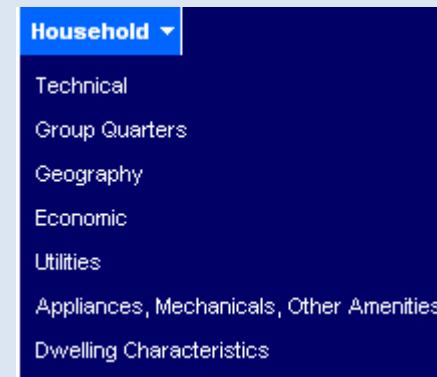 Household
Technical
Group Quarters
Geography
Economic
Utilities
Appliances, Mechanicals, Other Amenities
Dwelling Characteristics